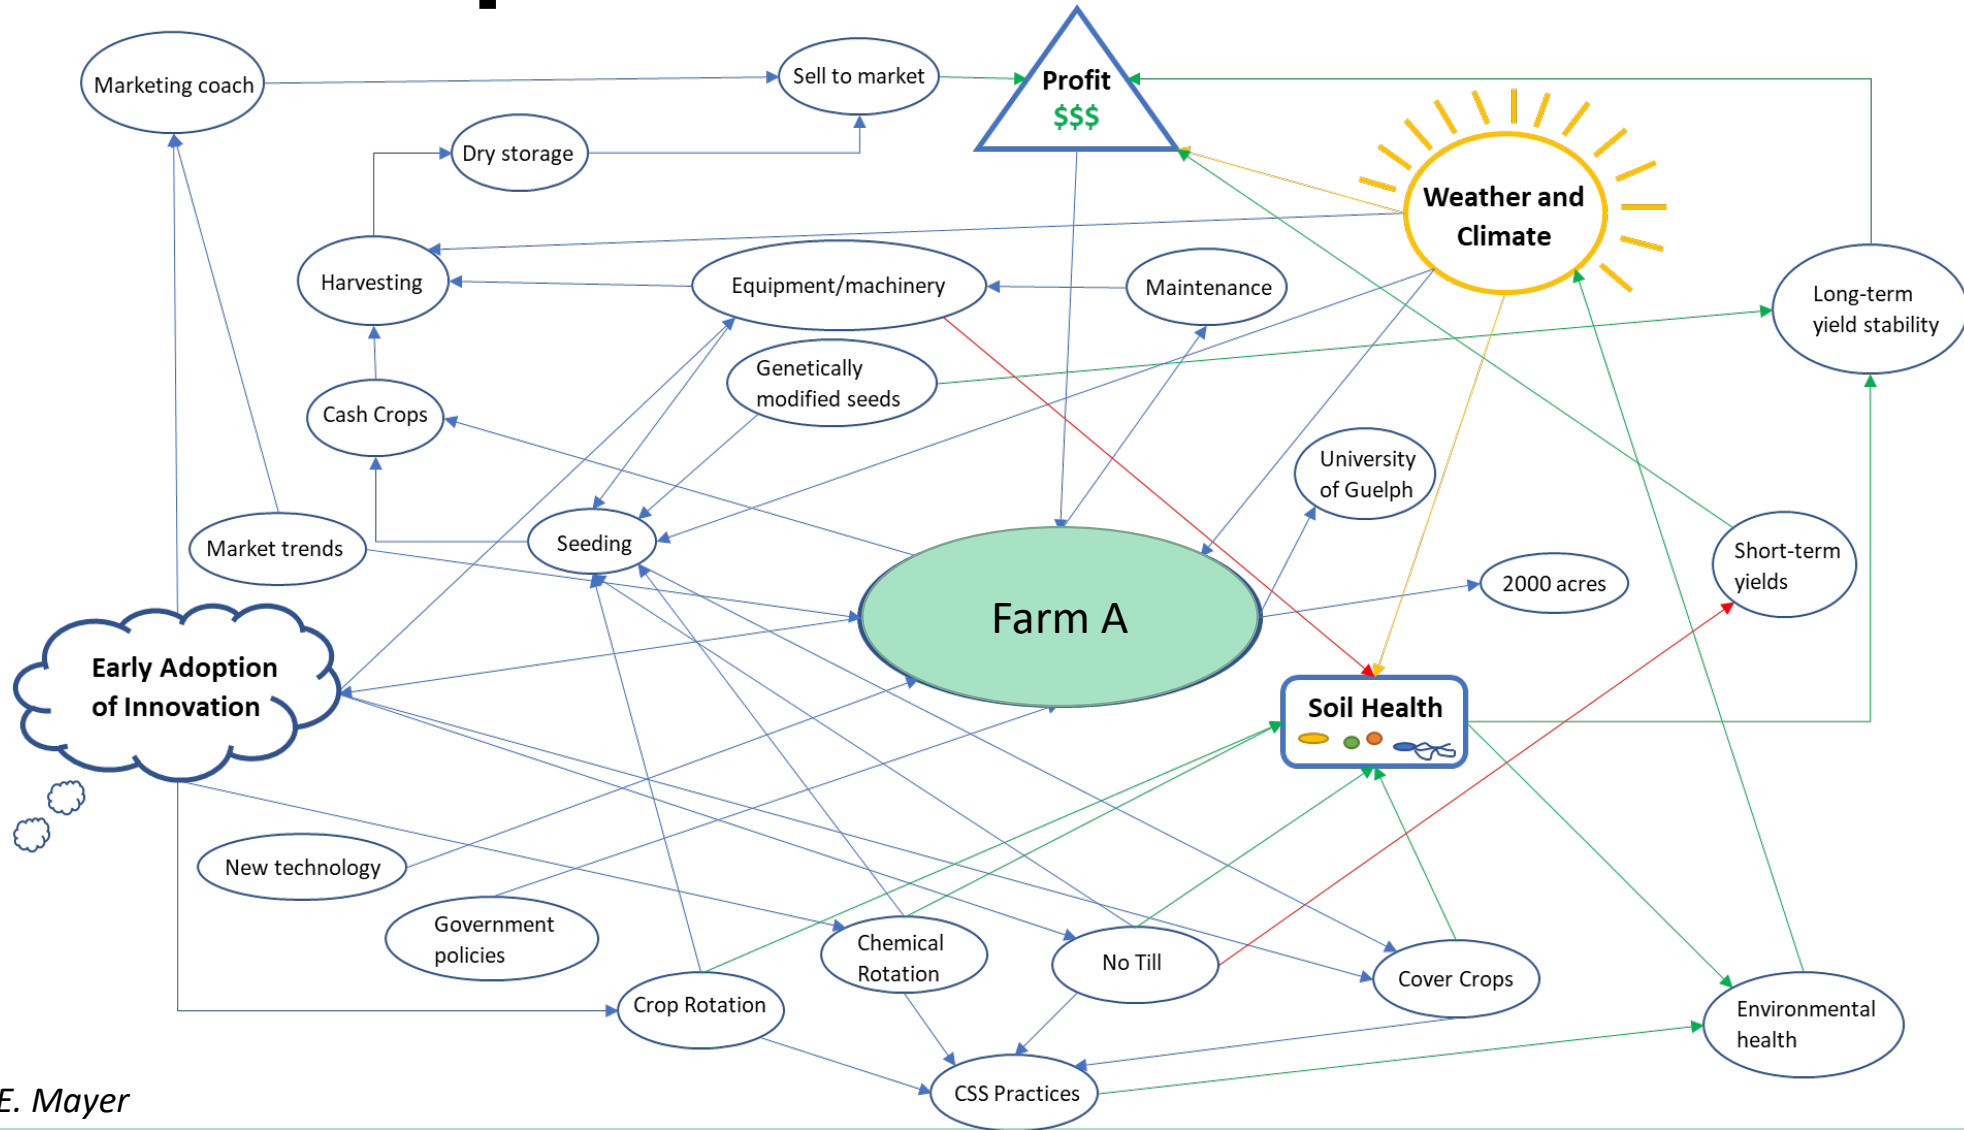 Marketing coach
Sell to market
Profit
$$$
Dry storage
Weather and
Climate
Harvesting
Equipment/machinery
Maintenance
Long-term
yield stability
Genetically
modified seeds
Cash Crops
University
of Guelph
Market trends
Seeding
Short-term
yields
2000 acres
Farm A
Early Adoption
of Innovation
Soil Health
New technology
Government
policies
Chemical
Rotation
No Till
Cover Crops
Crop Rotation
Environmental
health
CSS Practices
E. Mayer